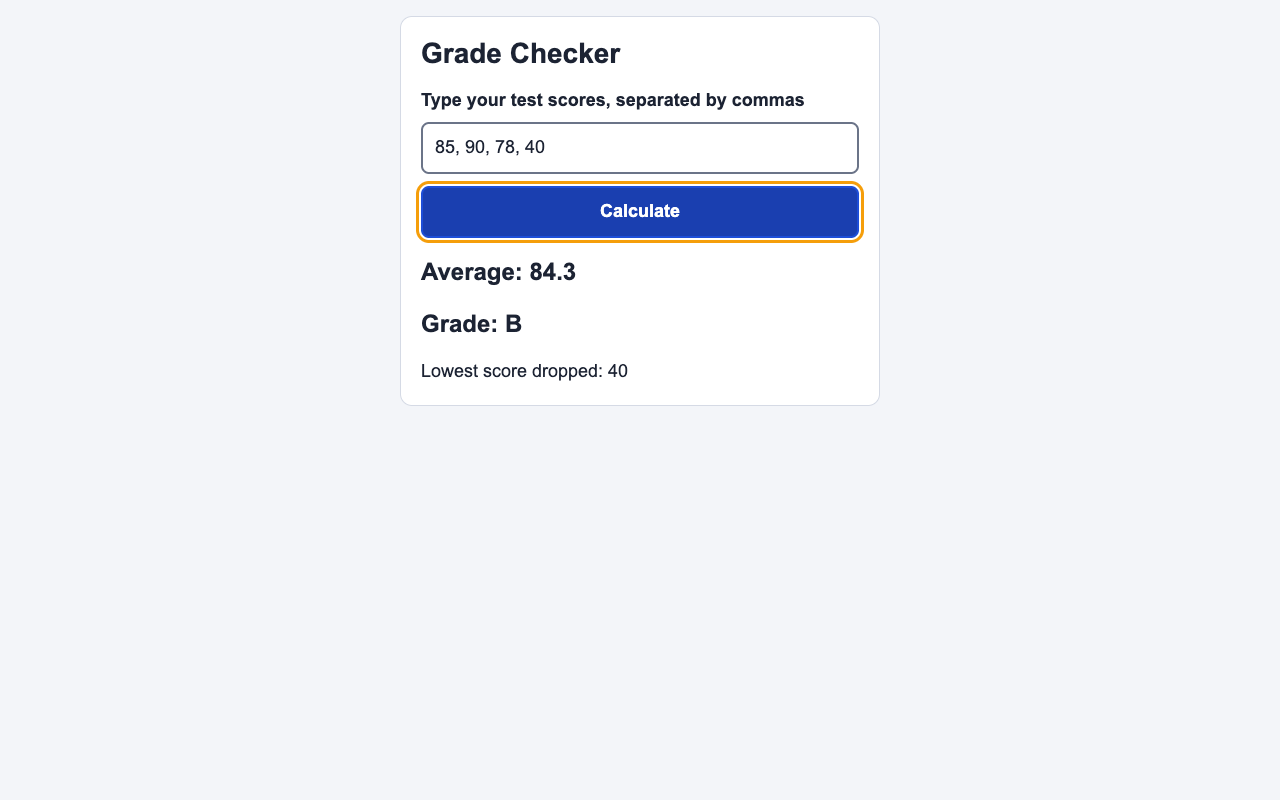 Grade Checker
Type your test scores, separated by commas
85, 90, 78, 40
Calculate
Average: 84.3
Grade: B
Lowest score dropped: 40